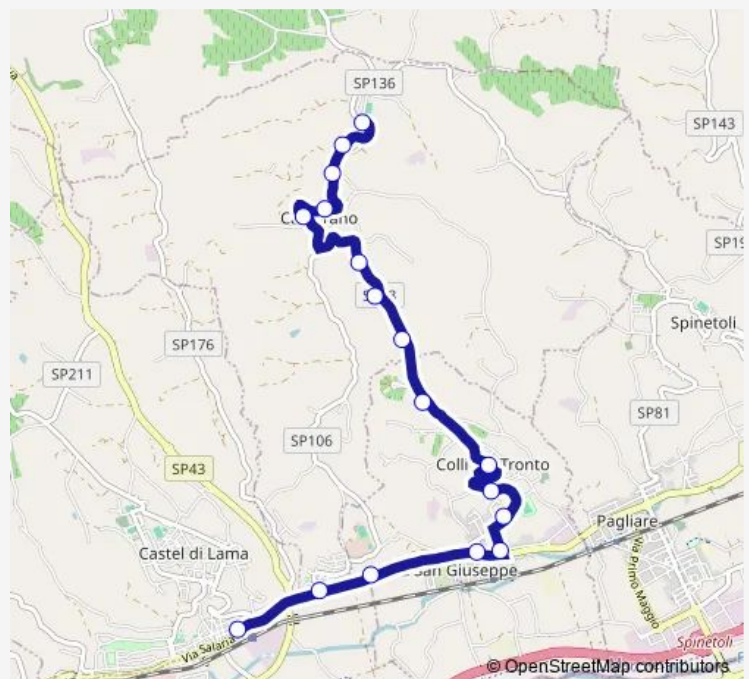 SP136
SP143
SP19
Spinetoli
SP176
SP211
SP81
SP106
Colli
Tronto
SP43
Pagliare
Castel di Lama
San Giuseppe
Via Primo Maggio
Via Salaria
Spinetoli
© OpenStreetMap contributors